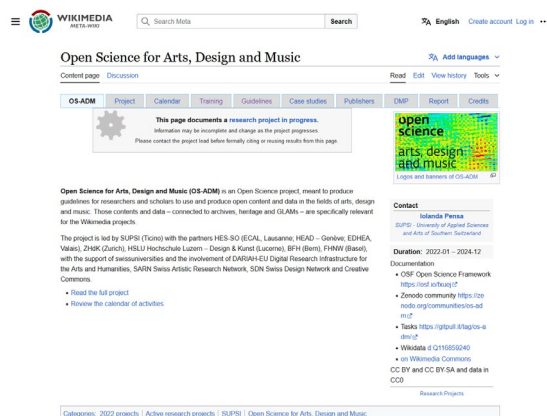 WIKIMEDIA
META-WIKI
Search Meta
Search
English
Create account Log in
Open Science for Arts, Design and Music
Add languages
Content page Discussion
Read Edit View history Tools
OS-ADM Project Calendar Training Guidelines Case studies Publishers DMP Report Credits
This page documents a research project in progress.
Information may be incomplete and change as the project progresses.
Please contact the project lead before formally citing or reusing results from this page.
open
science
arts, design
and music
Logos and banners of OS-ADM
Open Science for Arts, Design and Music (OS-ADM) is an Open Science project, meant to produce
guidelines for researchers and scholars to use and produce open content and data in the fields of arts, design
and music. Those contents and data – connected to archives, heritage and GLAMs – are specifically relevant
for the Wikimedia projects.
The project is led by SUPSI (Ticino) with the partners HES-SO (ECAL, Lausanne; HEAD – Genève; EDHEA,
Valais), ZHdK (Zurich), HSLU Hochschule Luzern – Design & Kunst (Lucerne), BFH (Bern), FHNW (Basel),
with the support of swissuniversities and the involvement of DARIAH-EU Digital Research Infrastructure for
the Arts and Humanities, SARN Swiss Artistic Research Network, SDN Swiss Design Network and Creative
Commons.
Read the full project
Review the calendar of activities
Contact
Iolanda Pensa
SUPSI - University of Applied Sciences
and Arts of Southern Switzerland
Duration: 2022-01 – 2024-12
Documentation
OSF Open Science Framework
Zenodo community https://ze
nodo.org/communities/os-ad
m
Tasks https://gitpull.it/tag/os-a
dm/
Wikidata d:Q116859240
on Wikimedia Commons
CC BY and CC BY-SA and data in
CC0
Research Projects
Categories: 2022 projects | Active research projects | SUPSI | Open Science for Arts, Design and Music